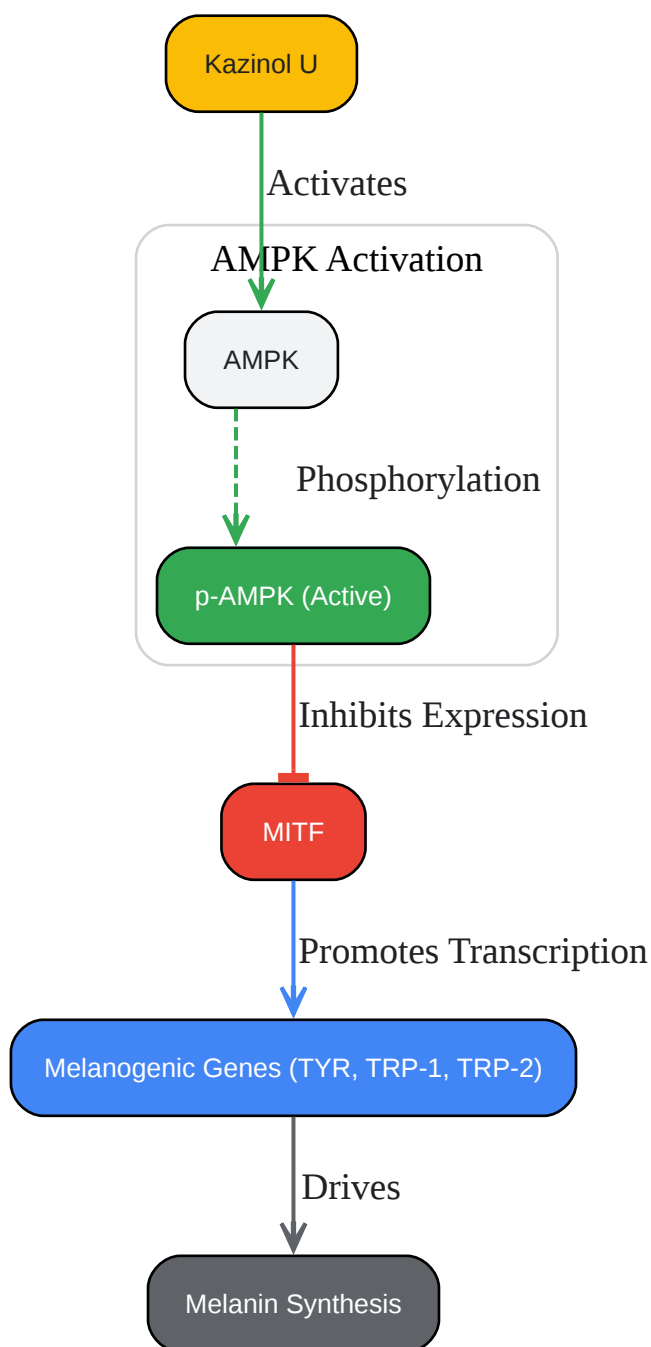 Kazinol U
Activates
AMPK Activation
AMPK
Phosphorylation
p-AMPK (Active)
Inhibits Expression
MITF
Promotes Transcription
Melanogenic Genes (TYR, TRP-1, TRP-2)
Drives
Melanin Synthesis